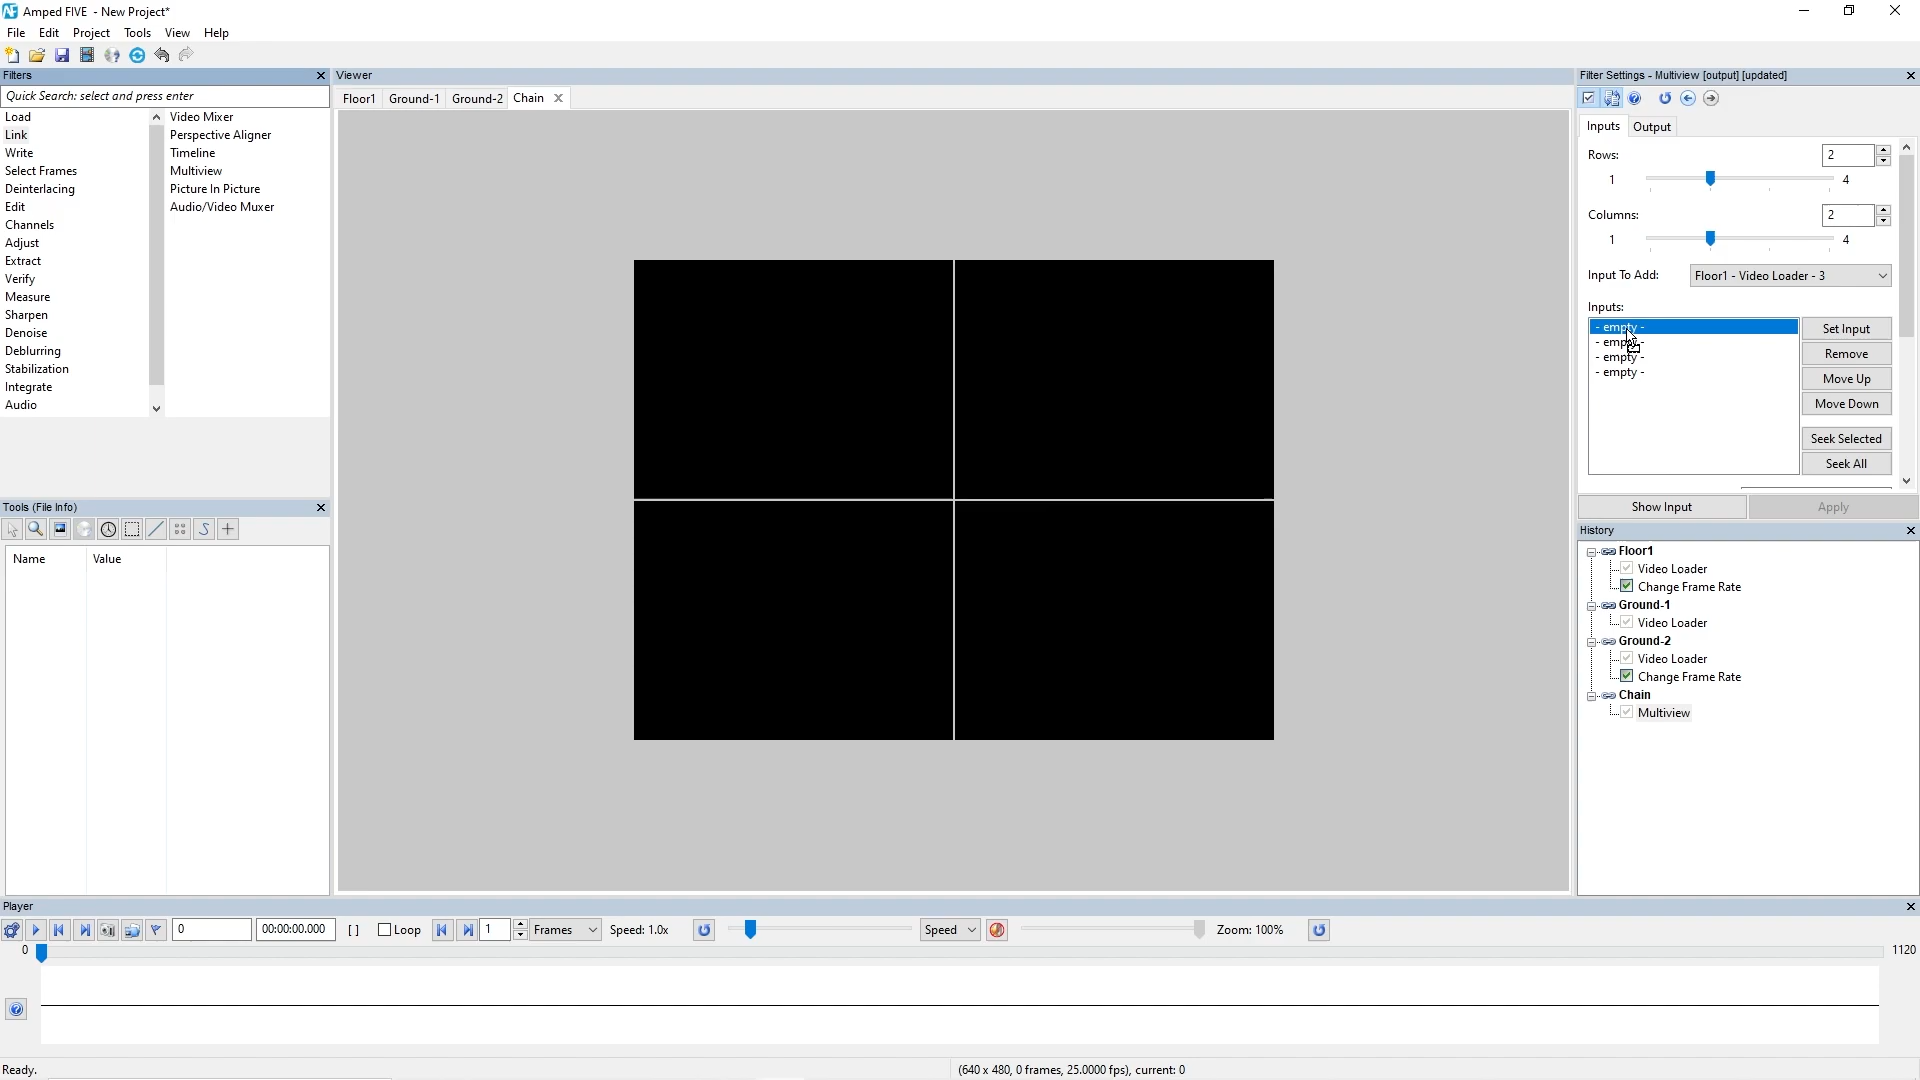 Amped FIVE - New Project*
File Edit Project Tools View Help
Filters
Quick Search: select and press enter
Load
Link
Write
Select Frames
Deinterlacing
Edit
Channels
Adjust
Extract
Verify
Measure
Sharpen
Denoise
Deblurring
Stabilization
Integrate
Audio
Video Mixer
Perspective Aligner
Timeline
Multiview
Picture In Picture
Audio/Video Muxer
Tools (File Info)
Name Value
Viewer
Floor1 Ground-1 Ground-2 Chain
Filter Settings - Multiview [output] [updated]
Inputs Output
Rows: 2
1 4
Columns: 2
1 4
Input To Add: Floor1 - Video Loader - 3
Inputs:
- empty -
- empty -
- empty -
- empty -
Set Input
Remove
Move Up
Move Down
Seek Selected
Seek All
Show Input Apply
History
Floor1
Video Loader
Change Frame Rate
Ground-1
Video Loader
Ground-2
Video Loader
Change Frame Rate
Chain
Multiview
Player
0 00:00:00.000 [ ] Loop 1 Frames Speed: 1.0x Speed Zoom: 100%
0 1120
Ready. (640 x 480, 0 frames, 25.0000 fps), current: 0